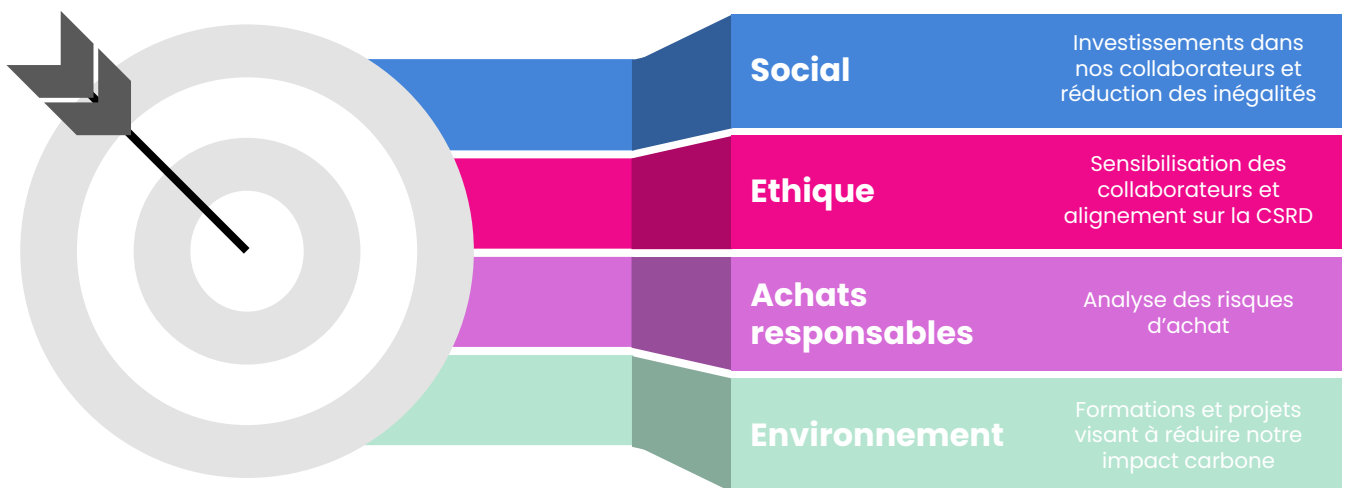 Social
Investissements dans
nos collaborateurs et
réduction des inégalités
Ethique
Sensibilisation des
collaborateurs et
alignement sur la CSRD
Achats
responsables
Analyse des risques
d’achat
Environnement
Formations et projets
visant à réduire notre
impact carbone